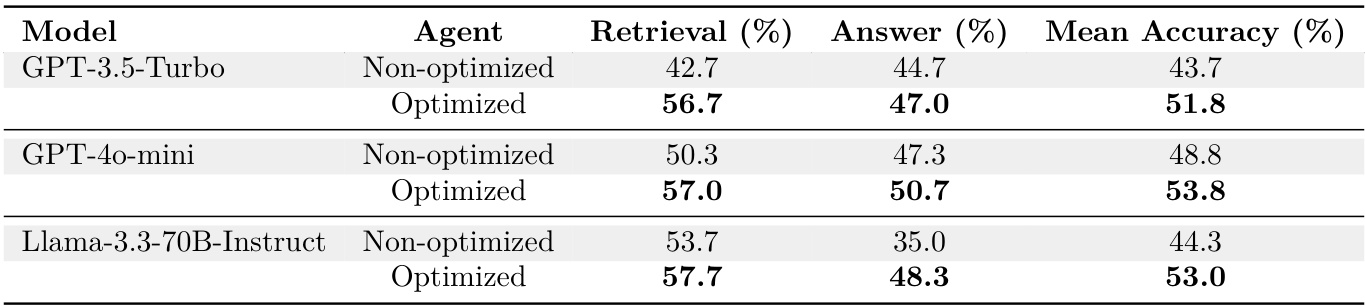 Model Agent Retrieval (%) Answer (%) Mean Accuracy (%)
GPT-3.5-Turbo Non-optimized 42.7 44.7 43.7
Optimized 56.7 47.0 51.8
GPT-4o-mini Non-optimized 50.3 47.3 48.8
Optimized 57.0 50.7 53.8
Llama-3.3-70B-Instruct Non-optimized 53.7 35.0 44.3
Optimized 57.7 48.3 53.0